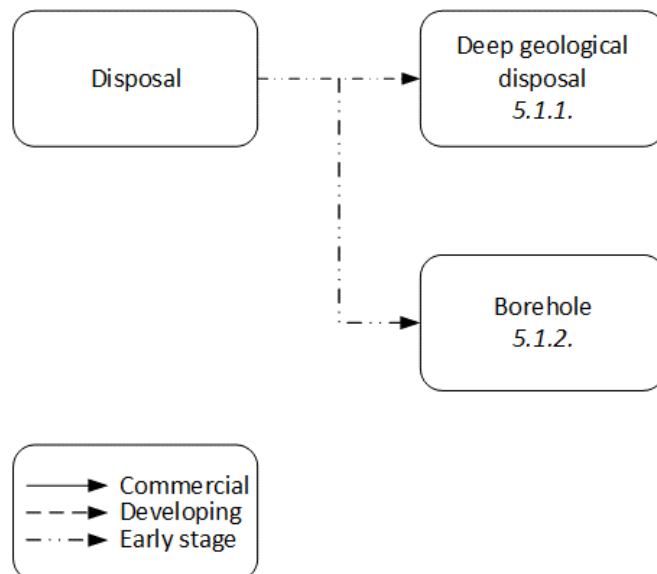 Disposal
Deep geological
disposal
5.1.1.
Borehole
5.1.2.
Commercial
Developing
Early stage